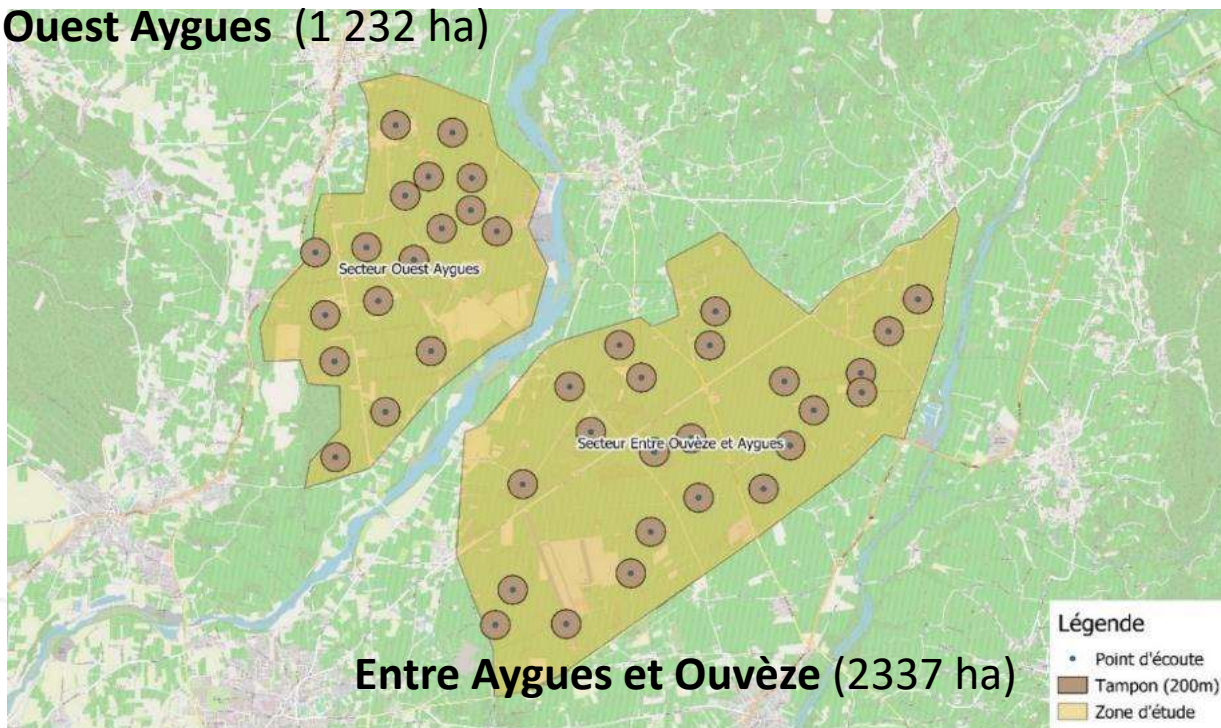 Ouest Aygues (1 232 ha)
Secteur Ouest Aygues
Secteur Entre Ouvèze et Aygues
Entre Aygues et Ouvèze (2337 ha)
Légende
Point d'écoute
Tampon (200m)
Zone d'étude